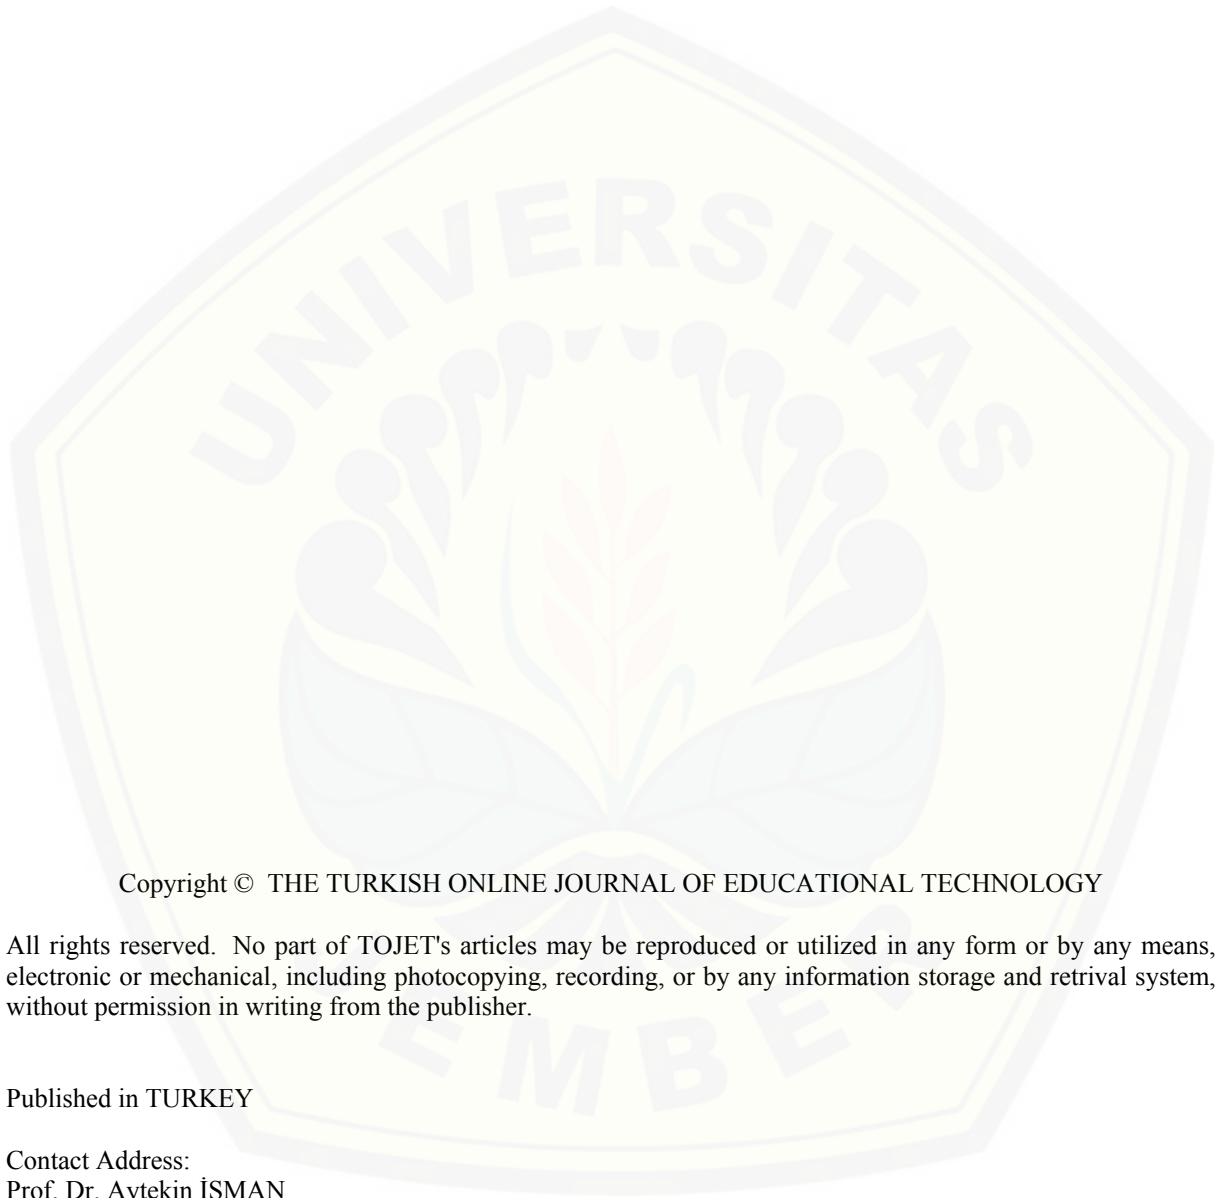 UNIVERSITAS
Copyright © THE TURKISH ONLINE JOURNAL OF EDUCATIONAL TECHNOLOGY
All rights reserved. No part of TOJET's articles may be reproduced or utilized in any form or by any means,
electronic or mechanical, including photocopying, recording, or by any information storage and retrival system,
without permission in writing from the publisher.
EMBER
Published in TURKEY
Contact Address:
Prof. Dr. Aytekin İŞMAN